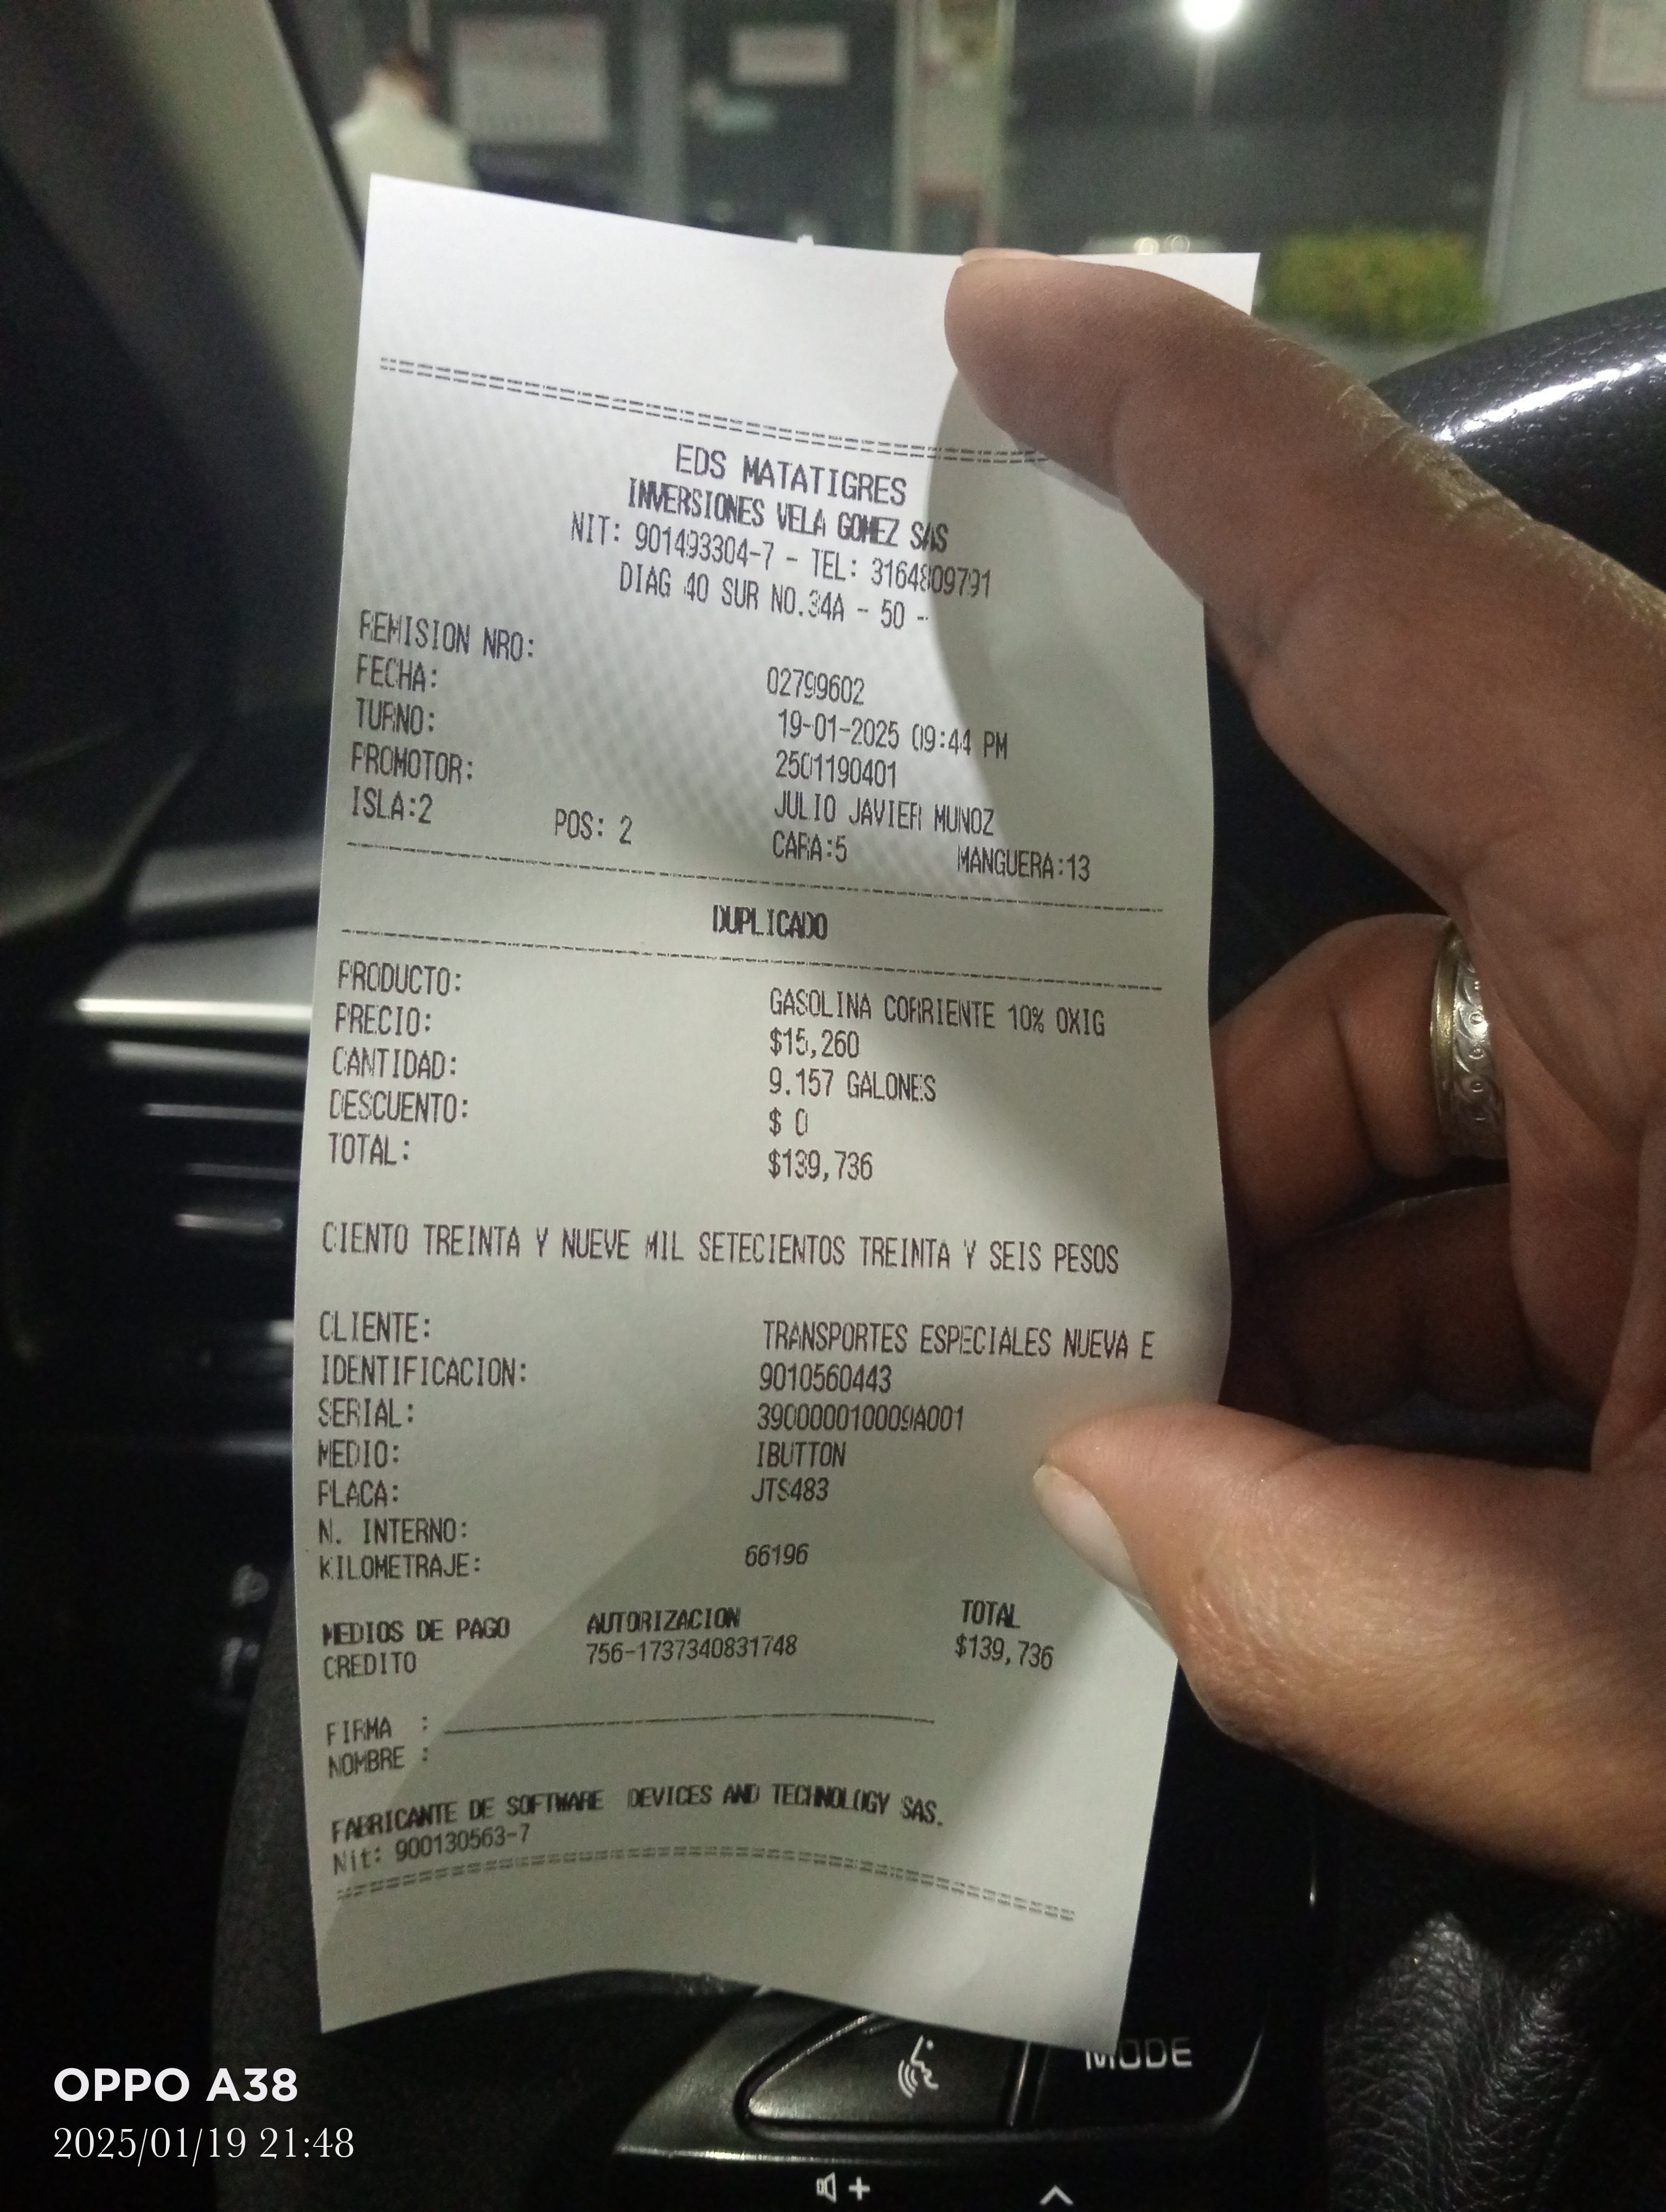 EDS MATATIGRES
INVERSIONES VELA GOMEZ SAS
NIT: 901493304-7 - TEL: 3164809791
DIAG 40 SUR NO.34A - 50 -
REMISION NRO: 02799602
FECHA: 19-01-2025 09:44 PM
TURNO: 2501190401
PROMOTOR: JULIO JAVIER MUNOZ
ISLA:2 POS: 2 CARA:5 MANGUERA:13
DUPLICADO
PRODUCTO: GASOLINA CORRIENTE 10% OXIG
PRECIO: $15,260
CANTIDAD: 9.157 GALONES
DESCUENTO: $ 0
TOTAL: $139,736
CIENTO TREINTA Y NUEVE MIL SETECIENTOS TREINTA Y SEIS PESOS
CLIENTE: TRANSPORTES ESPECIALES NUEVA E
IDENTIFICACION: 9010560443
SERIAL: 390000010009A001
MEDIO: IBUTTON
PLACA: JTS483
N. INTERNO:
KILOMETRAJE: 66196
MEDIOS DE PAGO AUTORIZACION TOTAL
CREDITO 756-1737340831748 $139,736
FIRMA :
NOMBRE :
FABRICANTE DE SOFTWARE DEVICES AND TECHNOLOGY SAS.
Nit: 900130563-7
MODE
OPPO A38
2025/01/19 21:48